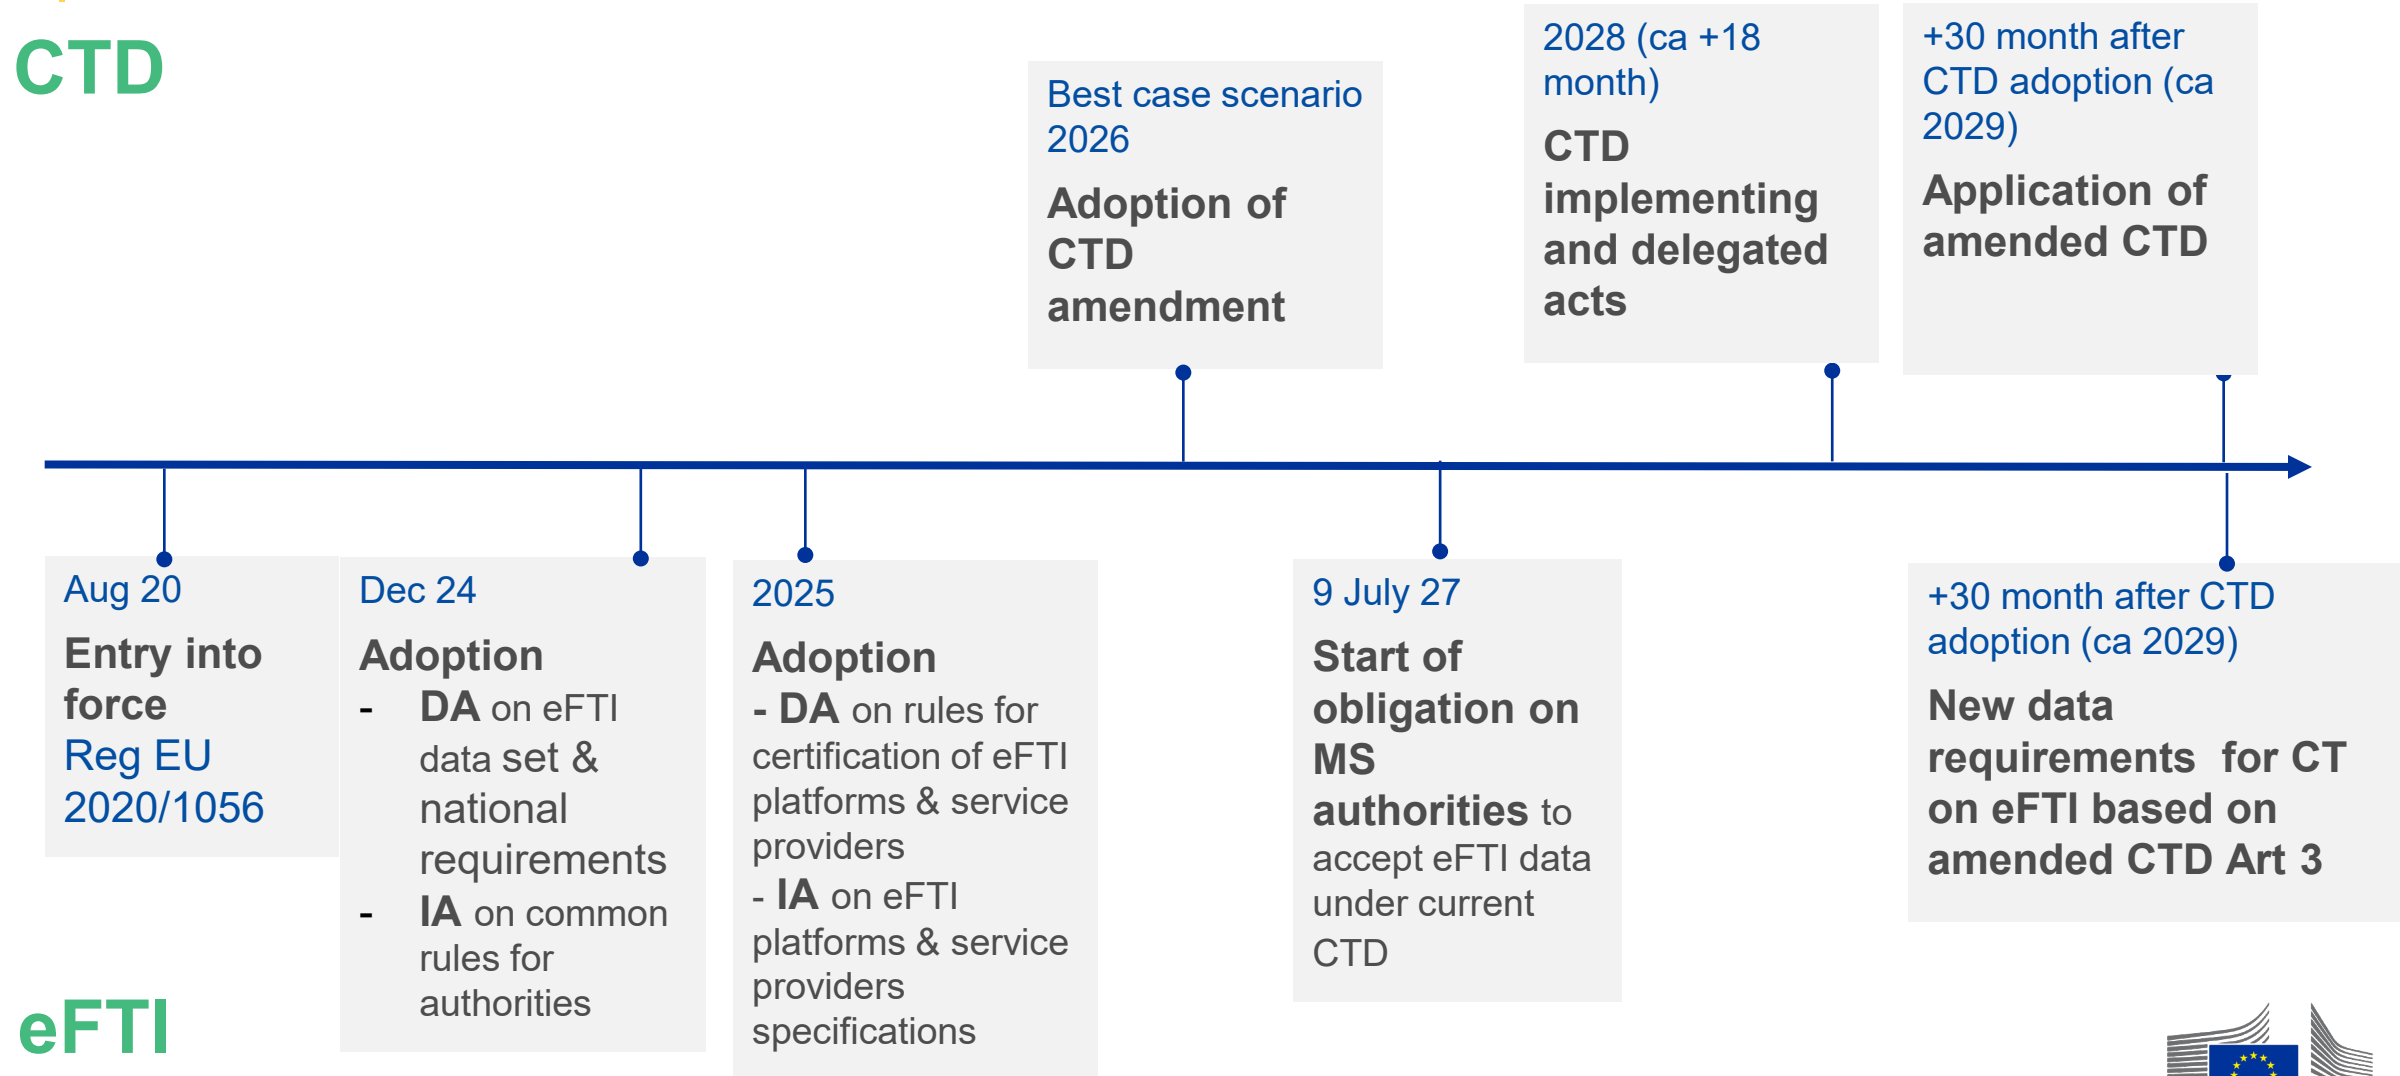 CTD
Best case scenario
2026
Adoption of
CTD
amendment
2028 (ca +18
month)
CTD
implementing
and delegated
acts
+30 month after
CTD adoption (ca
2029)
Application of
amended CTD
Aug 20
Entry into
force
Reg EU
2020/1056
Dec 24
Adoption
- DA on eFTI
data set &
national
requirements
- IA on common
rules for
authorities
2025
Adoption
- DA on rules for
certification of eFTI
platforms & service
providers
- IA on eFTI
platforms & service
providers
specifications
9 July 27
Start of
obligation on
MS
authorities to
accept eFTI data
under current
CTD
+30 month after CTD
adoption (ca 2029)
New data
requirements  for CT
on eFTI based on
amended CTD Art 3
eFTI